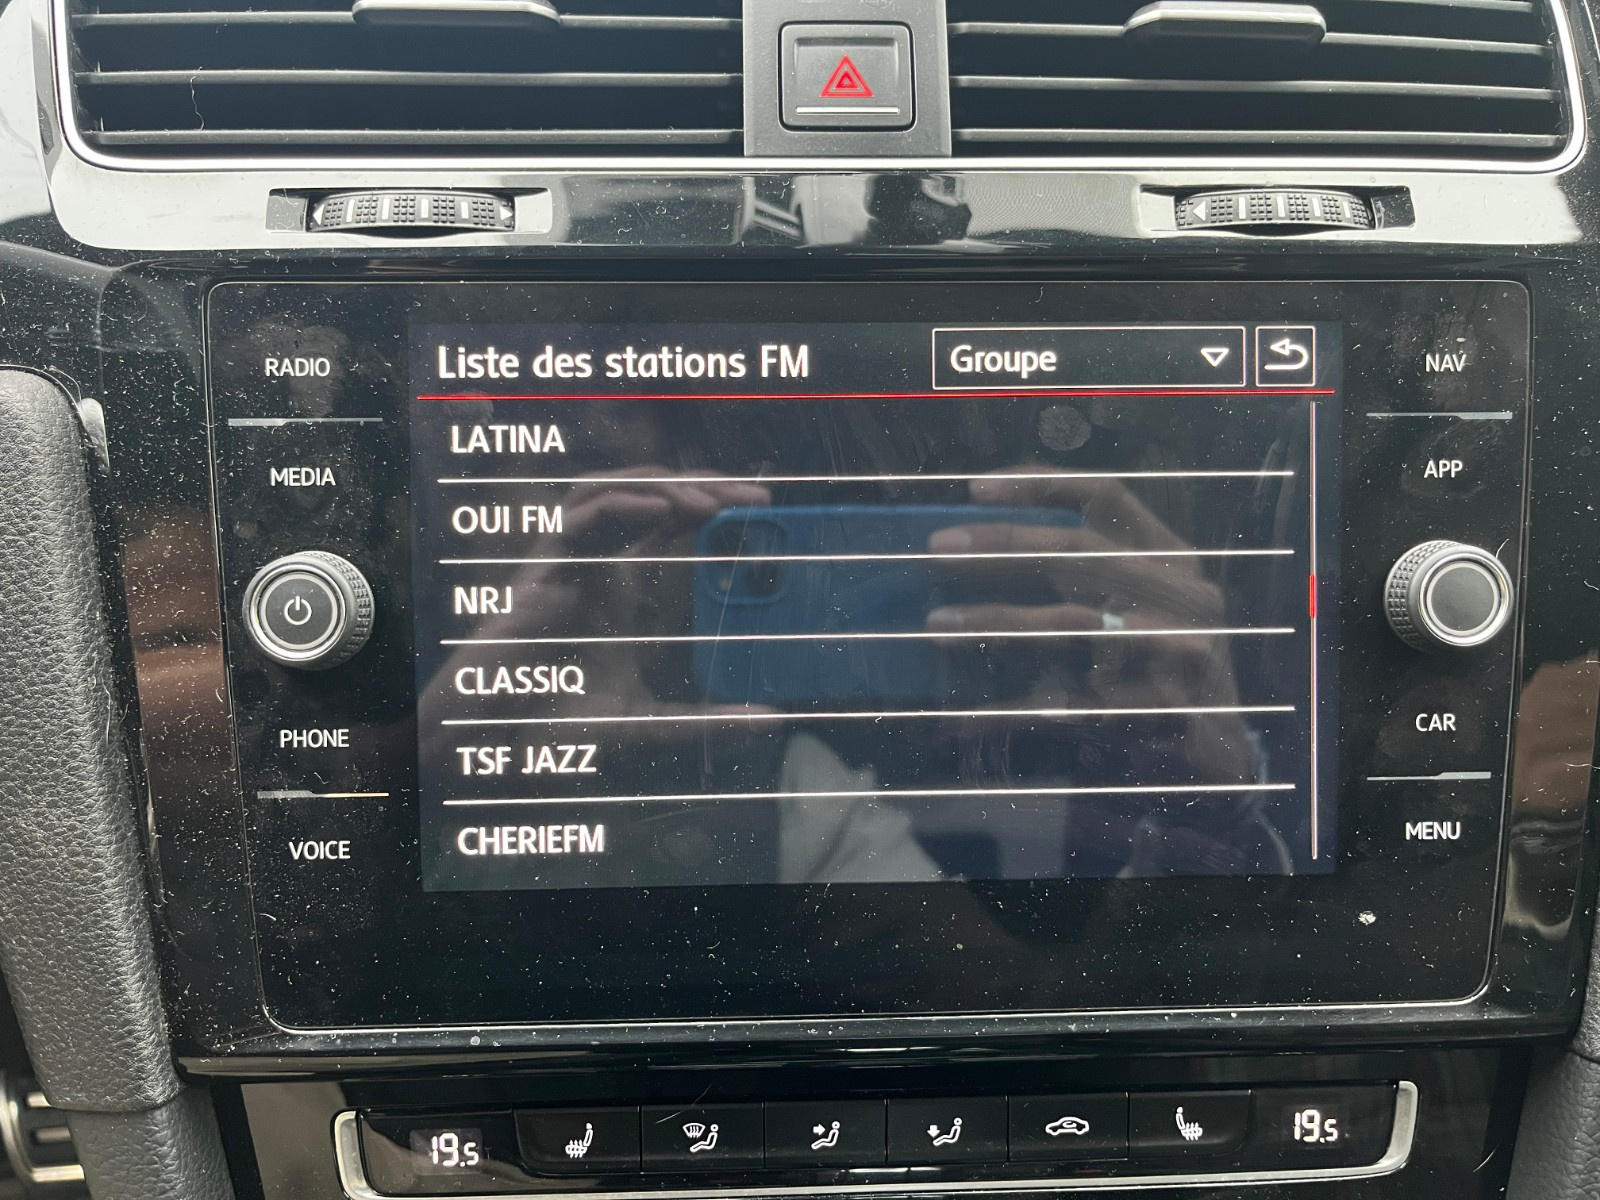 RADIO
MEDIA
PHONE
VOICE
Liste des stations FM
Groupe
LATINA
OUI FM
NRJ
CLASSIQ
TSF JAZZ
CHERIEFM
NAV
APP
CAR
MENU
19.5
19.5